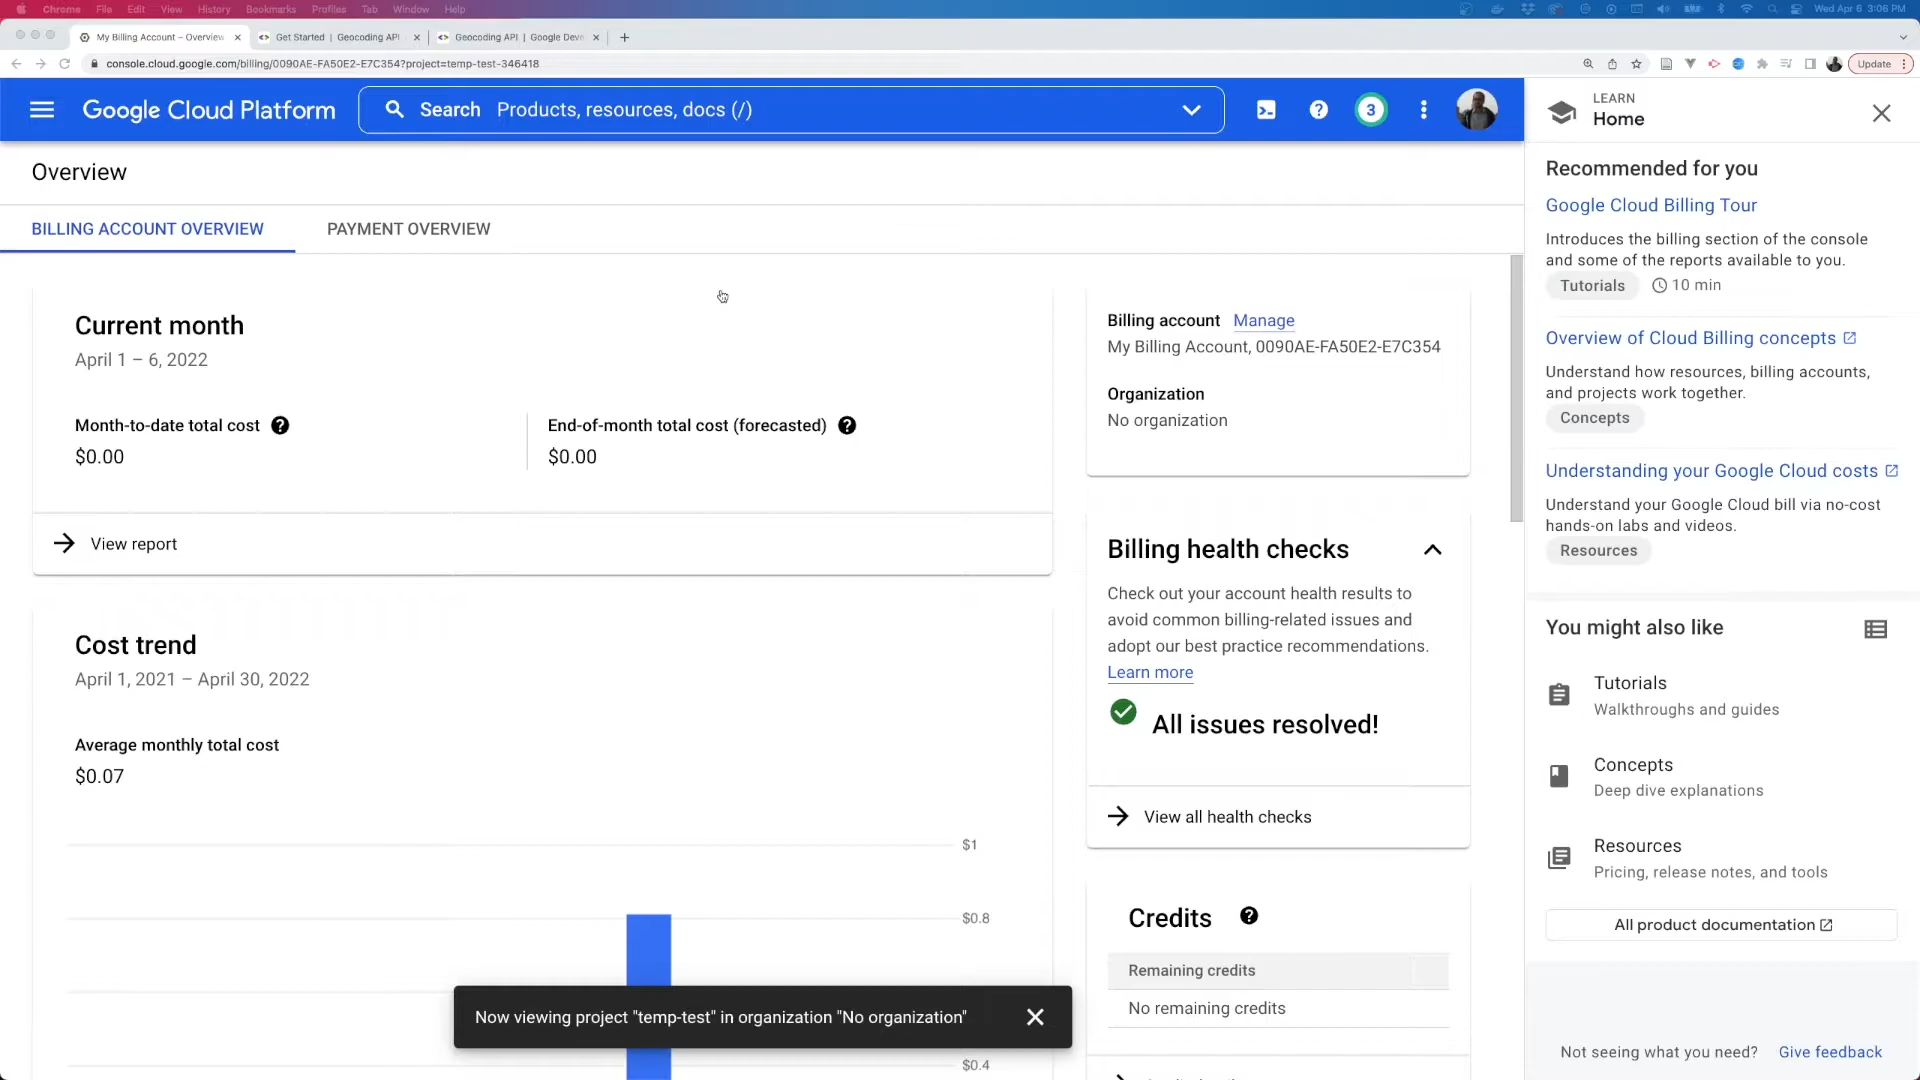 Chrome File Edit View History Bookmarks Profiles Tab Window Help Wed Apr 6 3:06 PM
My Billing Account – Overview Get Started | Geocoding API Geocoding API | Google Deve
console.cloud.google.com/billing/0090AE-FA50E2-E7C354?project=temp-test-346418 Update
Google Cloud Platform Search Products, resources, docs (/) 3
LEARN
Home
Overview
BILLING ACCOUNT OVERVIEW PAYMENT OVERVIEW
Current month
April 1 – 6, 2022
Month-to-date total cost
$0.00
End-of-month total cost (forecasted)
$0.00
View report
Cost trend
April 1, 2021 – April 30, 2022
Average monthly total cost
$0.07
$1
$0.8
$0.4
Now viewing project "temp-test" in organization "No organization"
Billing account Manage
My Billing Account, 0090AE-FA50E2-E7C354
Organization
No organization
Billing health checks
Check out your account health results to
avoid common billing-related issues and
adopt our best practice recommendations.
Learn more
All issues resolved!
View all health checks
Credits
Remaining credits
No remaining credits
Recommended for you
Google Cloud Billing Tour
Introduces the billing section of the console
and some of the reports available to you.
Tutorials 10 min
Overview of Cloud Billing concepts
Understand how resources, billing accounts,
and projects work together.
Concepts
Understanding your Google Cloud costs
Understand your Google Cloud bill via no-cost
hands-on labs and videos.
Resources
You might also like
Tutorials
Walkthroughs and guides
Concepts
Deep dive explanations
Resources
Pricing, release notes, and tools
All product documentation
Not seeing what you need? Give feedback